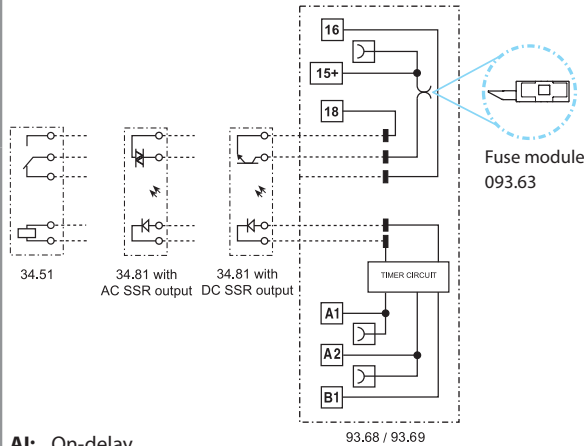 16
15+
18
Fuse module
093.63
34.51
34.81 with
AC SSR output
34.81 with
DC SSR output
TIMER CIRCUIT
A1
A2
B1
93.68 / 93.69
AI: On-delay